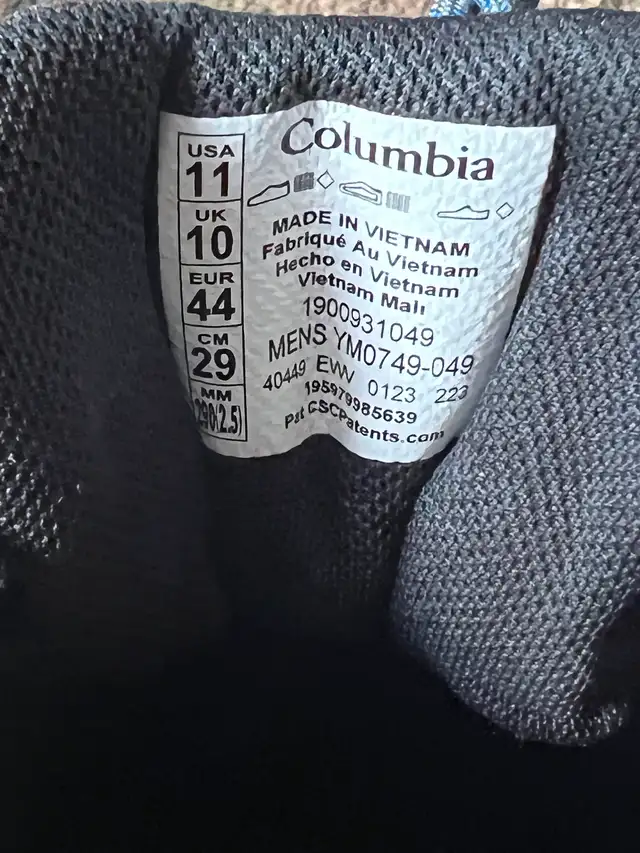 USA
11
UK
10
EUR
44
CM
29
MM
290(2.5)
Columbia
MADE IN VIETNAM
Fabriqué Au Vietnam
Hecho en Vietnam
Vietnam Malı
1900931049
MENS YM0749-049
40449 EVV 0123 223
195979985639
Pat CSCPatents.com